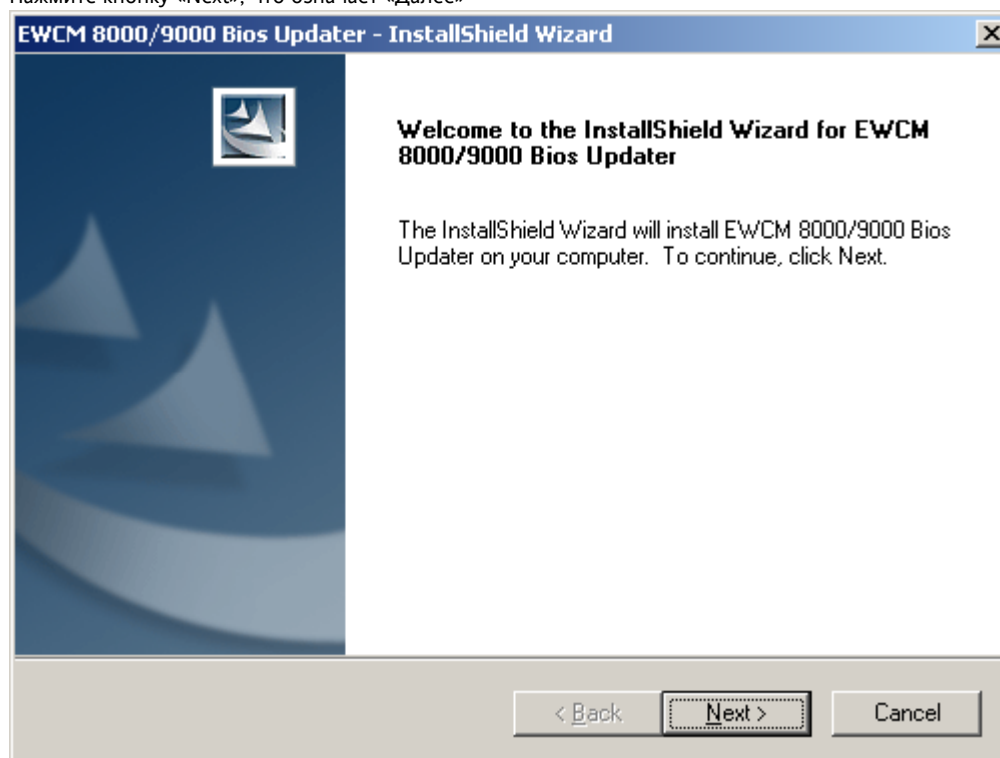 Нажмите кнопку «Next», что означает «Далее»
EWCM 8000/9000 Bios Updater - InstallShield Wizard
Welcome to the InstallShield Wizard for EWCM
8000/9000 Bios Updater
The InstallShield Wizard will install EWCM 8000/9000 Bios
Updater on your computer. To continue, click Next.
< Back
Next >
Cancel